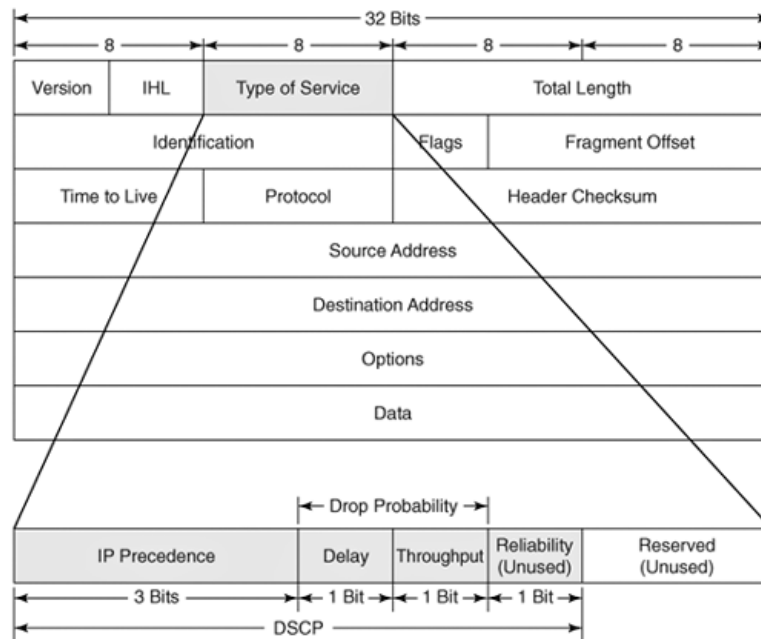 32 Bits
8 8 8 8
Version IHL Type of Service Total Length
Identification Flags Fragment Offset
Time to Live Protocol Header Checksum
Source Address
Destination Address
Options
Data
Drop Probability
IP Precedence Delay Throughput Reliability (Unused) Reserved (Unused)
3 Bits 1 Bit 1 Bit 1 Bit
DSCP